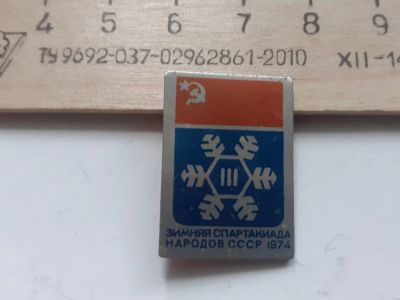 4 5 6 7 8 9
ТУ 9692-037-02962861-2010 XII-14
III
ЗИМНЯЯ СПАРТАКИАДА
НАРОДОВ СССР 1974